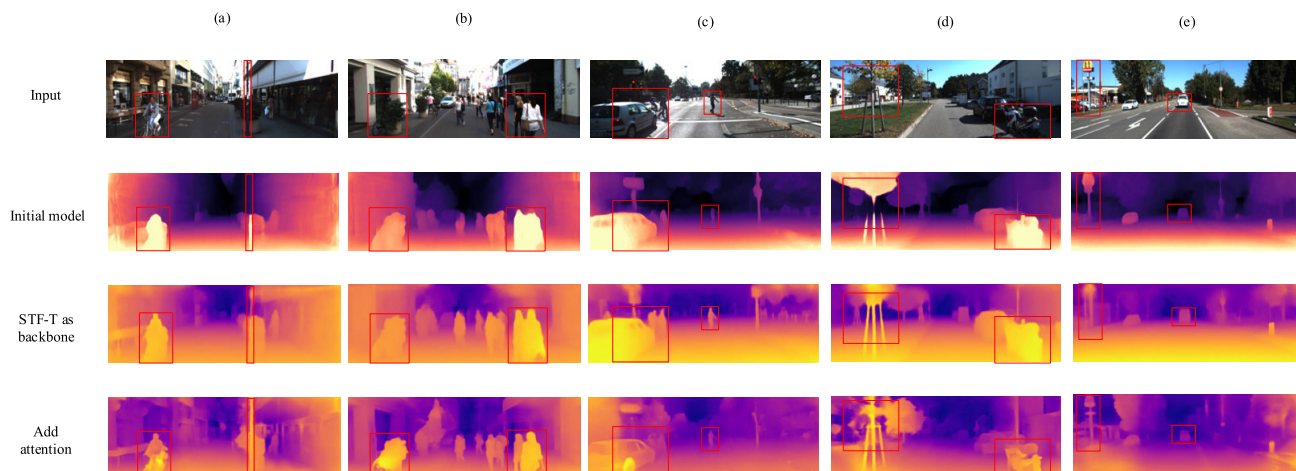 (a) (b) (c) (d) (e)
Input
Initial model
STF-T as
backbone
Add
attention